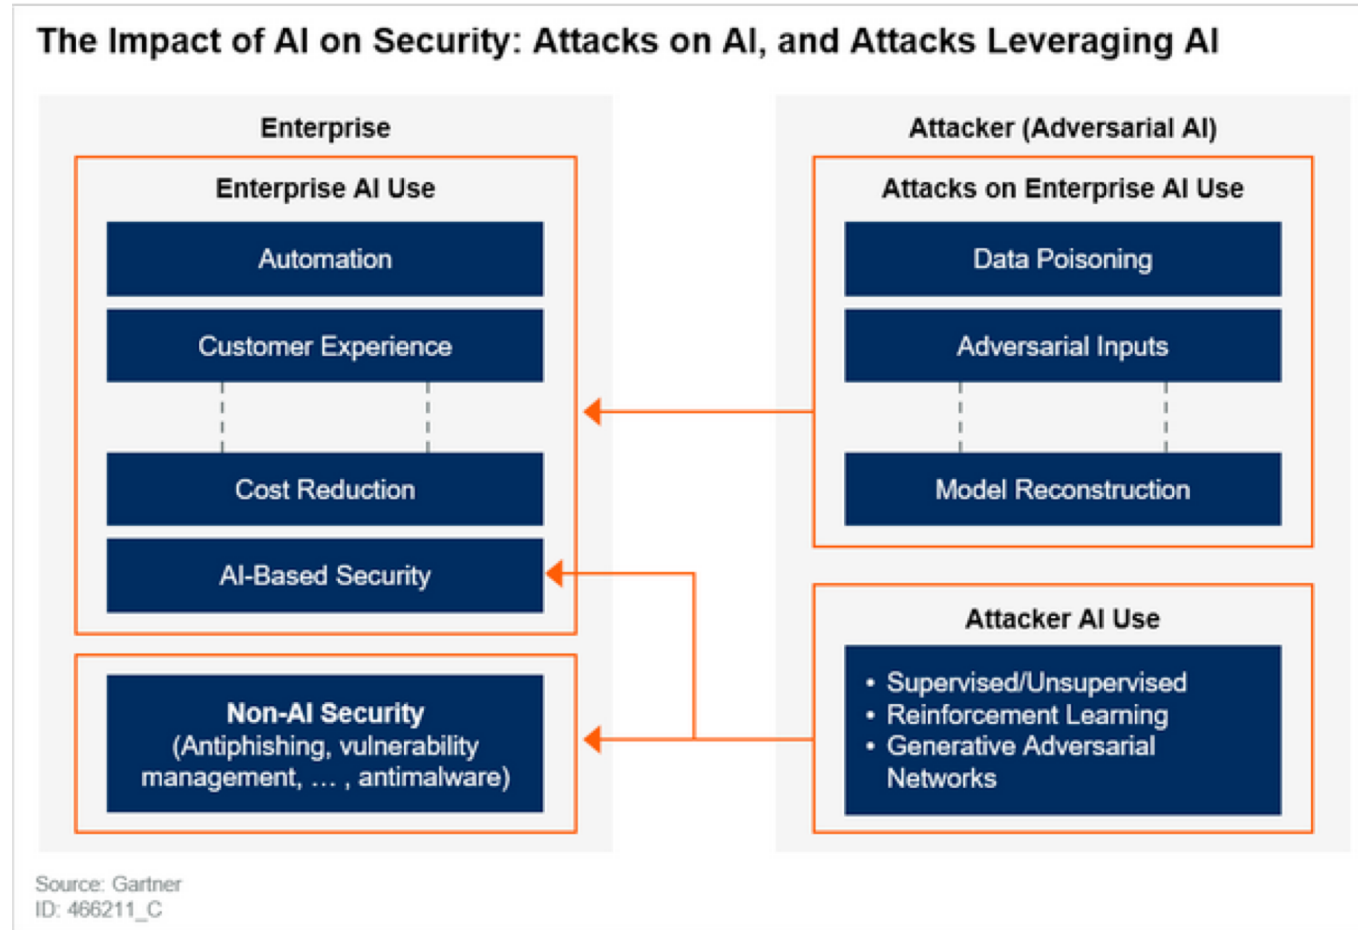 The Impact of AI on Security: Attacks on AI, and Attacks Leveraging AI
Enterprise
Enterprise AI Use
Automation
Customer Experience
Cost Reduction
AI-Based Security
Non-AI Security
(Antiphishing, vulnerability
management, … , antimalware)
Attacker (Adversarial AI)
Attacks on Enterprise AI Use
Data Poisoning
Adversarial Inputs
Model Reconstruction
Attacker AI Use
• Supervised/Unsupervised
• Reinforcement Learning
• Generative Adversarial
Networks
Source: Gartner
ID: 466211_C